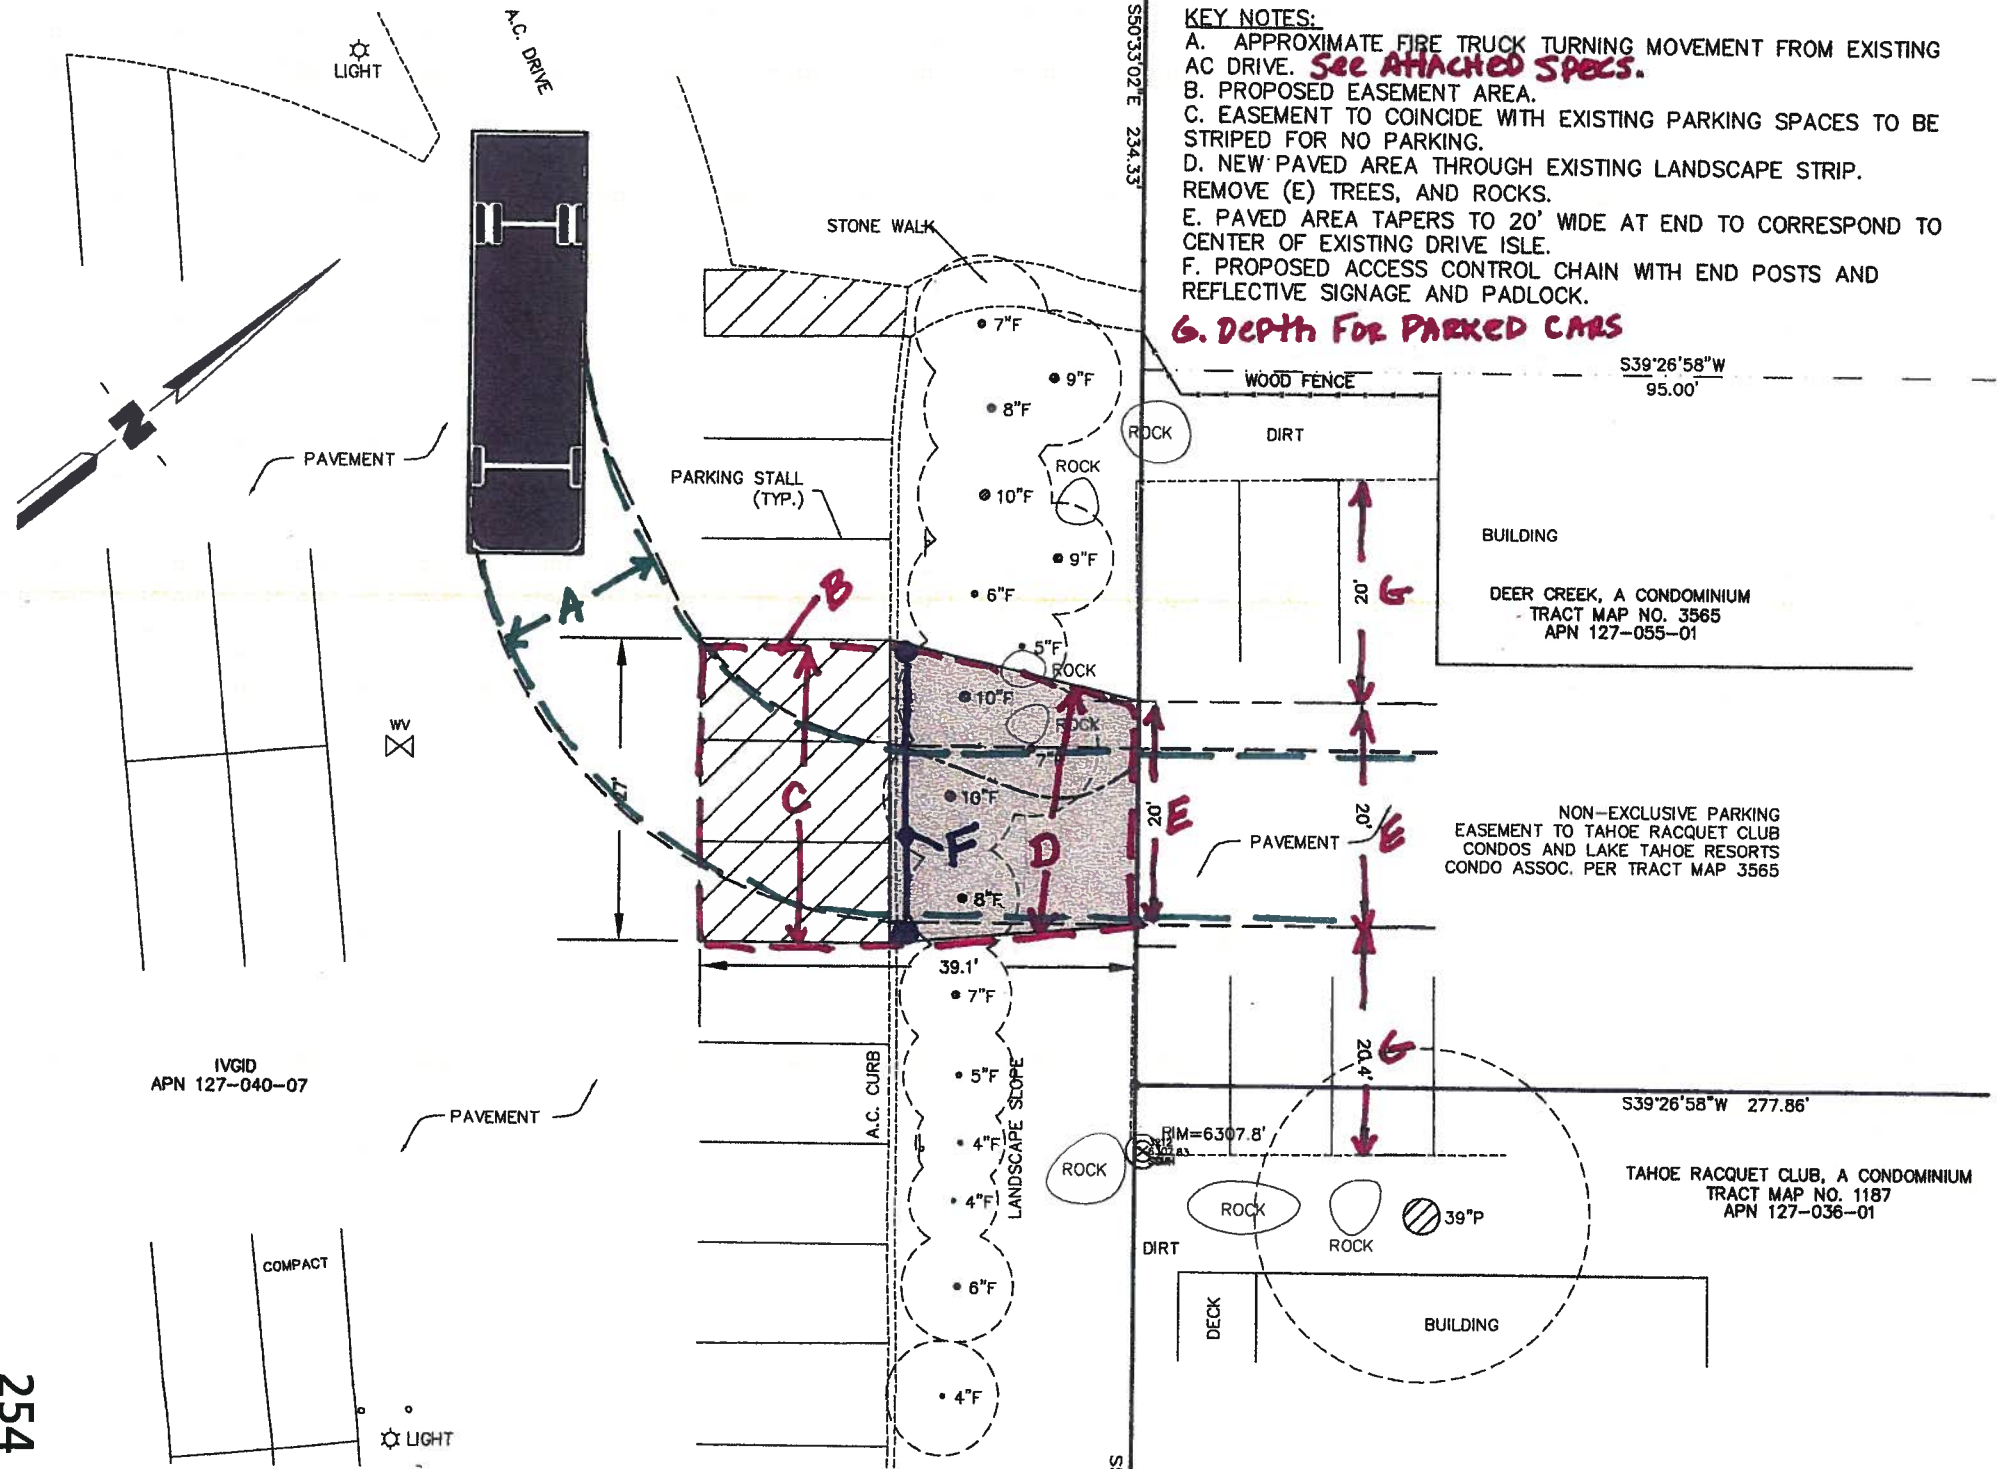 A.C. DRIVE
LIGHT
S50°33'02"E 234.33'
KEY NOTES:
A. APPROXIMATE FIRE TRUCK TURNING MOVEMENT FROM EXISTING
AC DRIVE. See Attached Specs.
B. PROPOSED EASEMENT AREA.
C. EASEMENT TO COINCIDE WITH EXISTING PARKING SPACES TO BE
STRIPED FOR NO PARKING.
D. NEW PAVED AREA THROUGH EXISTING LANDSCAPE STRIP.
REMOVE (E) TREES, AND ROCKS.
E. PAVED AREA TAPERS TO 20' WIDE AT END TO CORRESPOND TO
CENTER OF EXISTING DRIVE ISLE.
F. PROPOSED ACCESS CONTROL CHAIN WITH END POSTS AND
REFLECTIVE SIGNAGE AND PADLOCK.
G. Depth For PARKED CARS
S39°26'58"W
95.00'
STONE WALK
7"F
9"F
8"F
WOOD FENCE
ROCK
DIRT
N
PAVEMENT
PARKING STALL
(TYP.)
ROCK
10"F
9"F
6"F
5"F
ROCK
BUILDING
DEER CREEK, A CONDOMINIUM
TRACT MAP NO. 3565
APN 127-055-01
20'
G
A
B
10"F
ROCK
7"
WV
27'
C
10"F
F
D
8"F
20'
E
20'
E
PAVEMENT
NON-EXCLUSIVE PARKING
EASEMENT TO TAHOE RACQUET CLUB
CONDOS AND LAKE TAHOE RESORTS
CONDO ASSOC. PER TRACT MAP 3565
39.1'
7"F
IVGID
APN 127-040-07
PAVEMENT
A.C. CURB
5"F
4"F
4"F
LANDSCAPE SLOPE
20.4'
G
S39°26'58"W 277.86'
RIM=6307.8'
ROCK
ROCK
ROCK
39"P
TAHOE RACQUET CLUB, A CONDOMINIUM
TRACT MAP NO. 1187
APN 127-036-01
DIRT
COMPACT
6"F
DECK
BUILDING
4"F
LIGHT
254